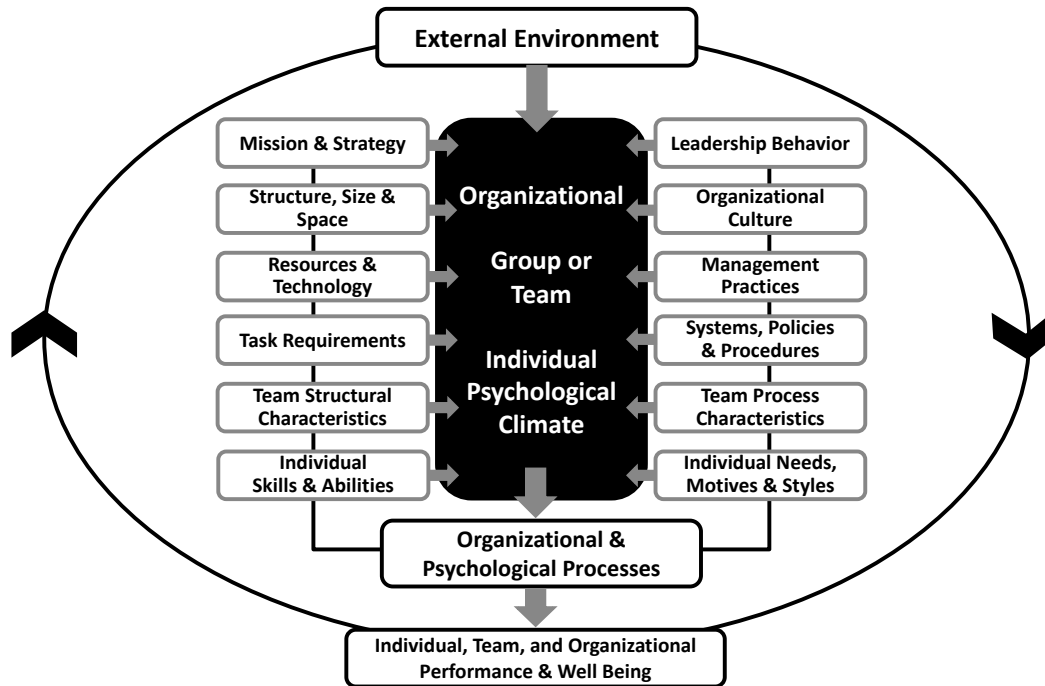 External Environment
Mission & Strategy
Structure, Size &
Space
Resources &
Technology
Task Requirements
Team Structural
Characteristics
Individual
Skills & Abilities
Organizational
Group or
Team
Individual
Psychological
Climate
Leadership Behavior
Organizational
Culture
Management
Practices
Systems, Policies
& Procedures
Team Process
Characteristics
Individual Needs,
Motives & Styles
Organizational &
Psychological Processes
Individual, Team, and Organizational
Performance & Well Being